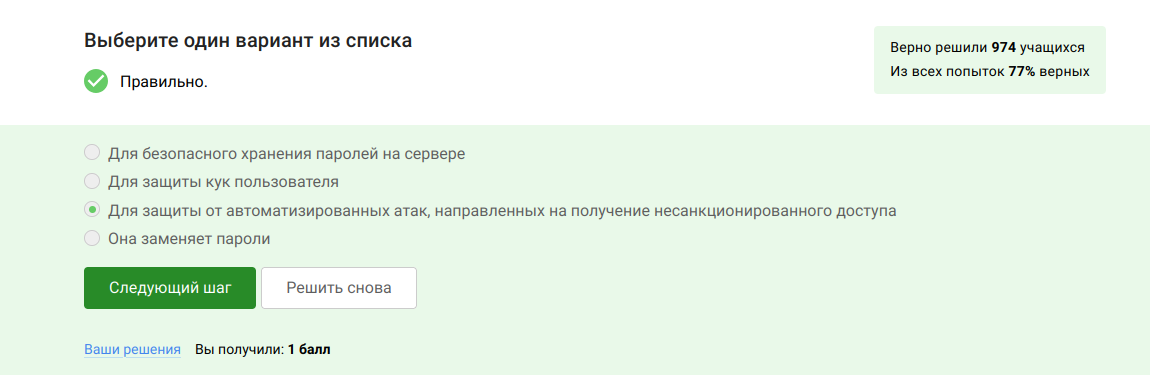 Выберите один вариант из списка
Верно решили 974 учащихся
Из всех попыток 77% верных
Правильно.
Для безопасного хранения паролей на сервере
Для защиты кук пользователя
Для защиты от автоматизированных атак, направленных на получение несанкционированного доступа
Она заменяет пароли
Следующий шаг
Решить снова
Ваши решения Вы получили: 1 балл